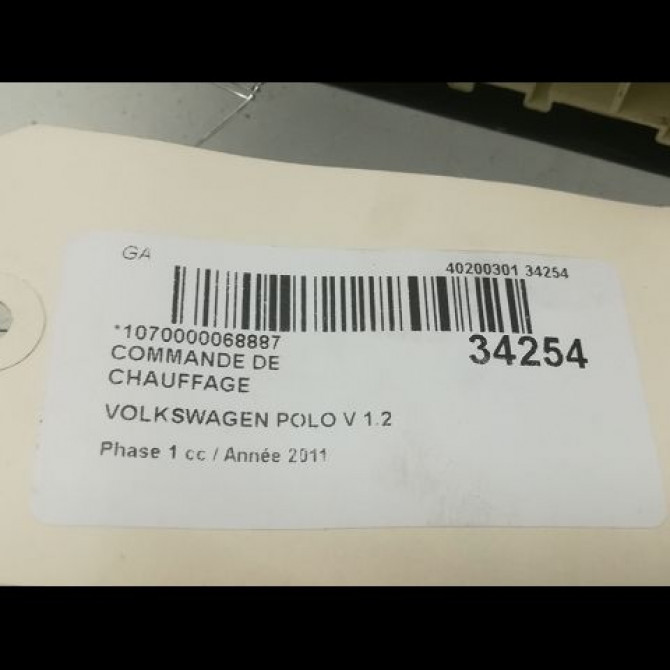 GA
40200301 34254
*1070000068887
34254
COMMANDE DE
CHAUFFAGE
VOLKSWAGEN POLO V 1.2
Phase 1 cc / Année 2011